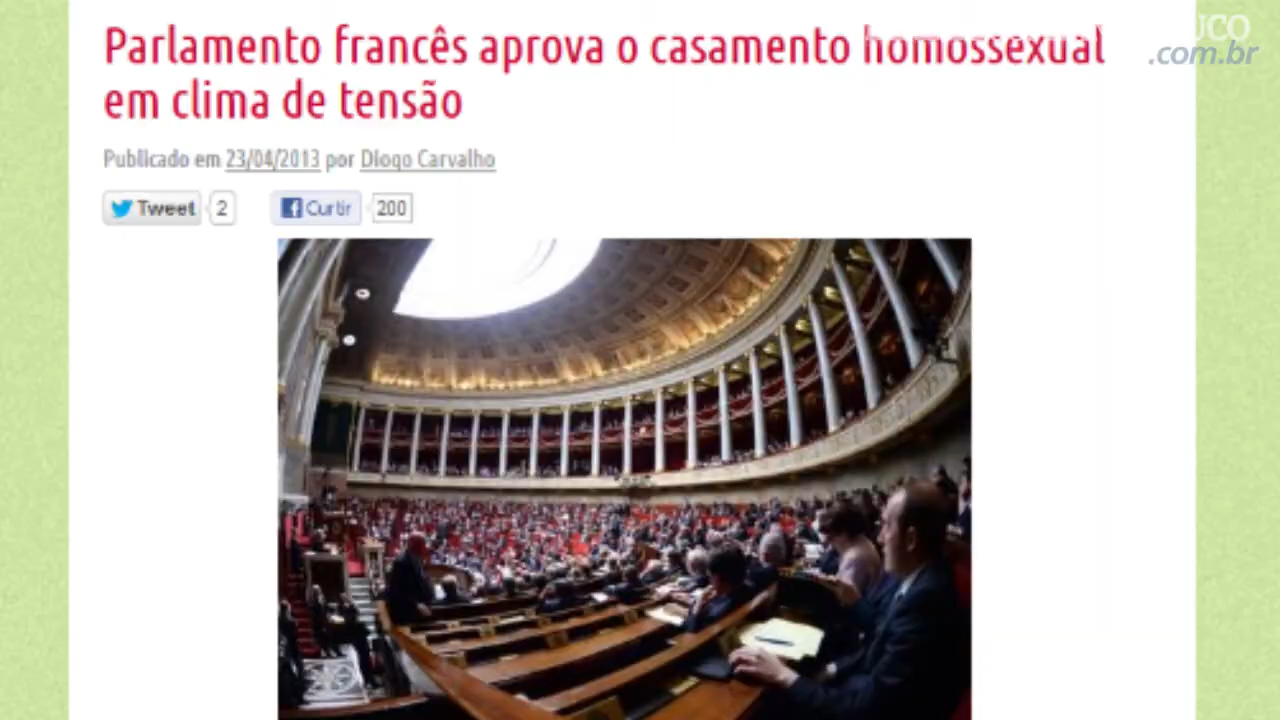 Parlamento francês aprova o casamento homossexual
em clima de tensão
Publicado em 23/04/2013 por Diogo Carvalho
Tweet 2 Curtir 200
.com.br